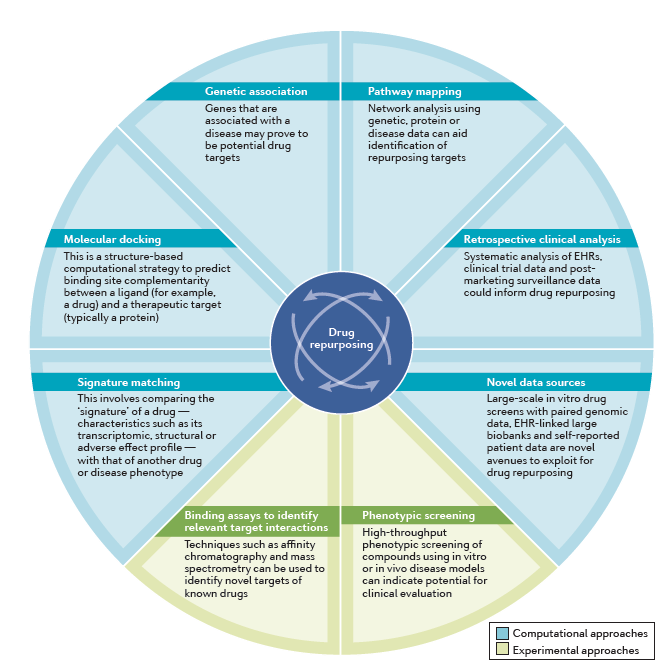 Genetic association
Genes that are
associated with a
disease may prove to
be potential drug
targets
Pathway mapping
Network analysis using
genetic, protein or
disease data can aid
identification of
repurposing targets
Molecular docking
This is a structure-based
computational strategy to predict
binding site complementarity
between a ligand (for example,
a drug) and a therapeutic target
(typically a protein)
Retrospective clinical analysis
Systematic analysis of EHRs,
clinical trial data and post-
marketing surveillance data
could inform drug repurposing
Drug
repurposing
Signature matching
This involves comparing the
‘signature’ of a drug —
characteristics such as its
transcriptomic, structural or
adverse effect profile —
with that of another drug
or disease phenotype
Novel data sources
Large-scale in vitro drug
screens with paired genomic
data, EHR-linked large
biobanks and self-reported
patient data are novel
avenues to exploit for
drug repurposing
Binding assays to identify
relevant target interactions
Techniques such as affinity
chromatography and mass
spectrometry can be used to
identify novel targets of
known drugs
Phenotypic screening
High-throughput
phenotypic screening of
compounds using in vitro
or in vivo disease models
can indicate potential for
clinical evaluation
Computational approaches
Experimental approaches